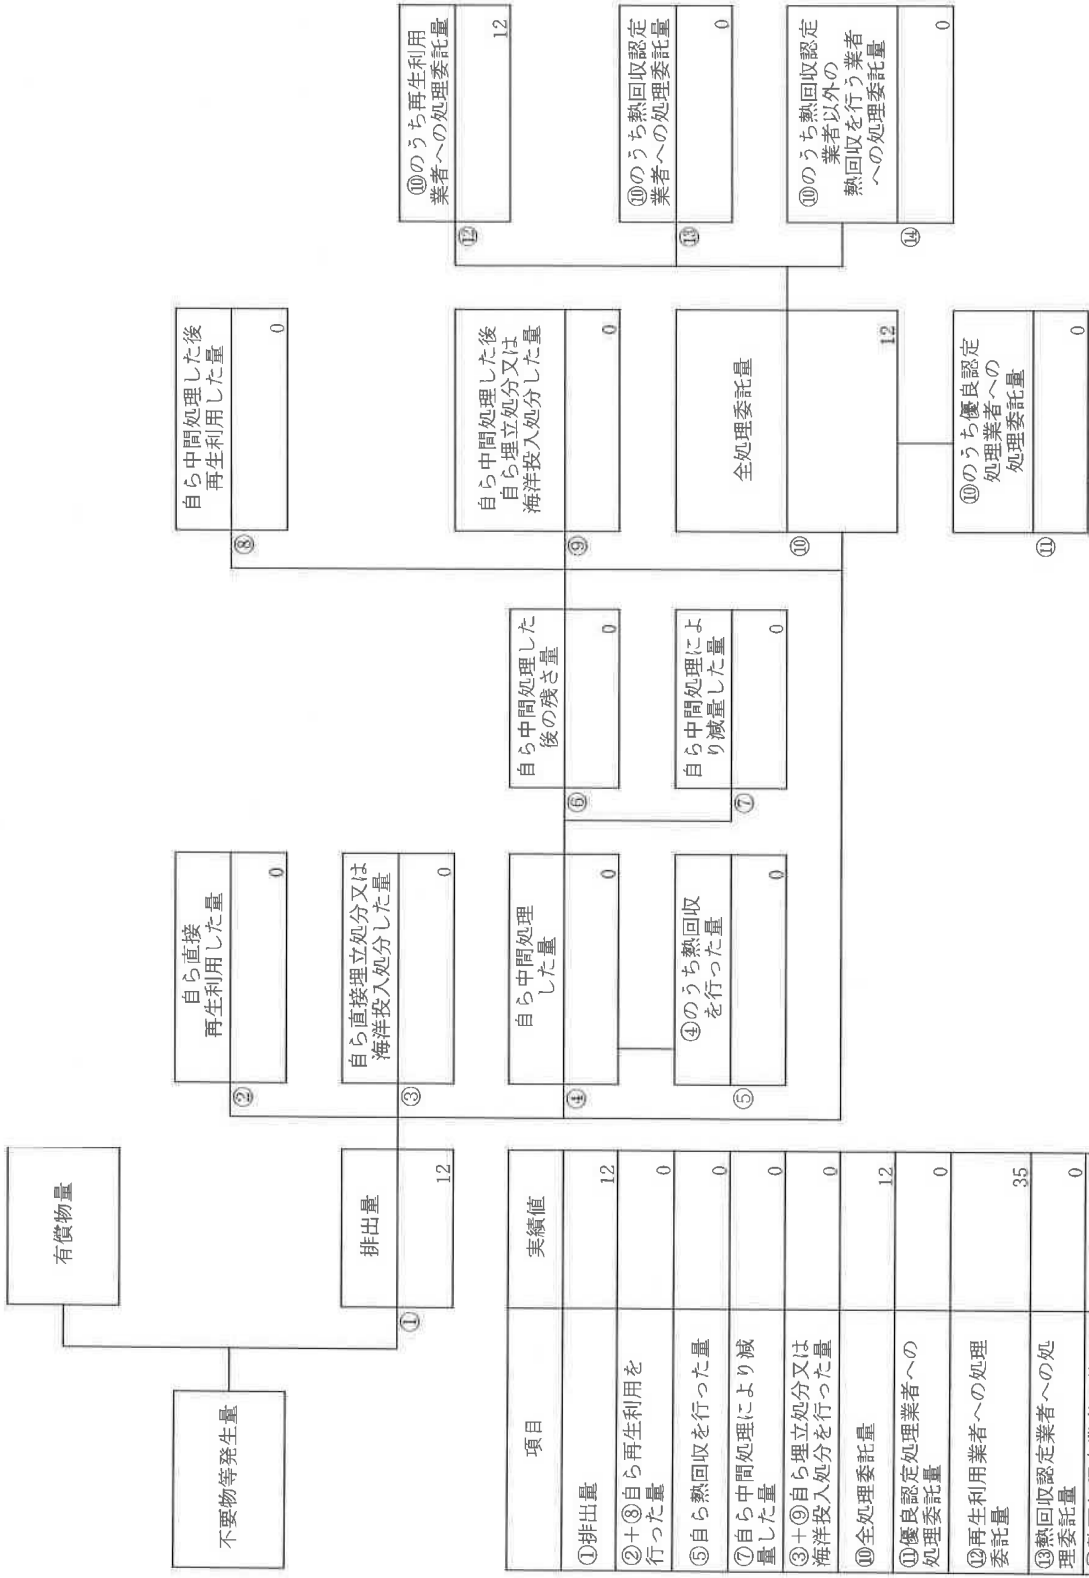 不要物等発生量
有償物量
①
排出量
12
②
自ら直接
再生利用した量
0
③
自ら直接埋立処分又は
海洋投入処分した量
0
④
自ら中間処理
した量
0
⑤
④のうち熱回収
を行った量
0
⑥
自ら中間処理した
後の残さ量
0
⑦
自ら中間処理によ
り減量した量
0
⑧
自ら中間処理した後
再生利用した量
0
⑨
自ら中間処理した後
自ら埋立処分又は
海洋投入処分した量
0
⑩
全処理委託量
12
⑪
⑩のうち優良認定
処理業者への
処理委託量
0
⑫
⑩のうち再生利用
業者への処理委託量
12
⑬
⑩のうち熱回収認定
業者への処理委託量
0
⑭
⑩のうち熱回収認定
業者以外の
熱回収を行う業者
への処理委託量
0
項目 実績値
①排出量 12
②+⑧自ら再生利用を
行った量 0
⑤自ら熱回収を行った量 0
⑦自ら中間処理により減
量した量 0
③+⑨自ら埋立処分又は
海洋投入処分を行った量 0
⑩全処理委託量 12
⑪優良認定処理業者への
処理委託量 0
⑫再生利用業者への処理
委託量 35
⑬熱回収認定業者への処
理委託量 0